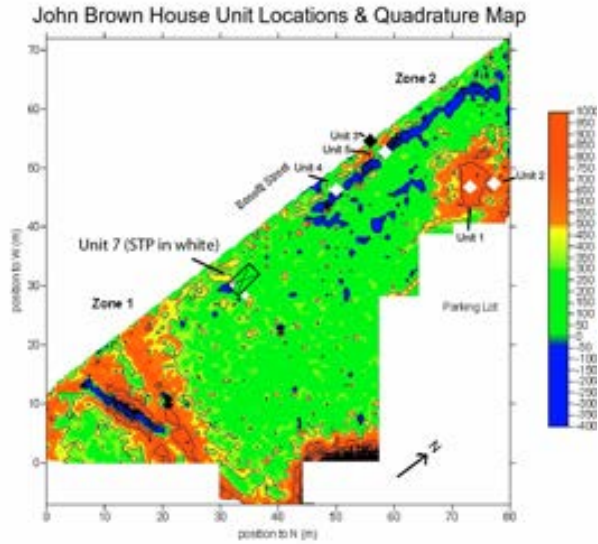 John Brown House Unit Locations & Quadrature Map
70
60
50
40
30
20
10
0
position to W (m)
Zone 2
Unit 3
Unit 5
Unit 4
Unit 2
Unit 1
Unit 7 (STP in white)
Zone 1
Parking Lot
N
0 10 20 30 40 50 60 70 80
position to N (m)
1000
950
900
850
800
750
700
650
600
550
500
450
400
350
300
250
200
150
100
50
0
-50
-100
-150
-200
-250
-300
-350
-400